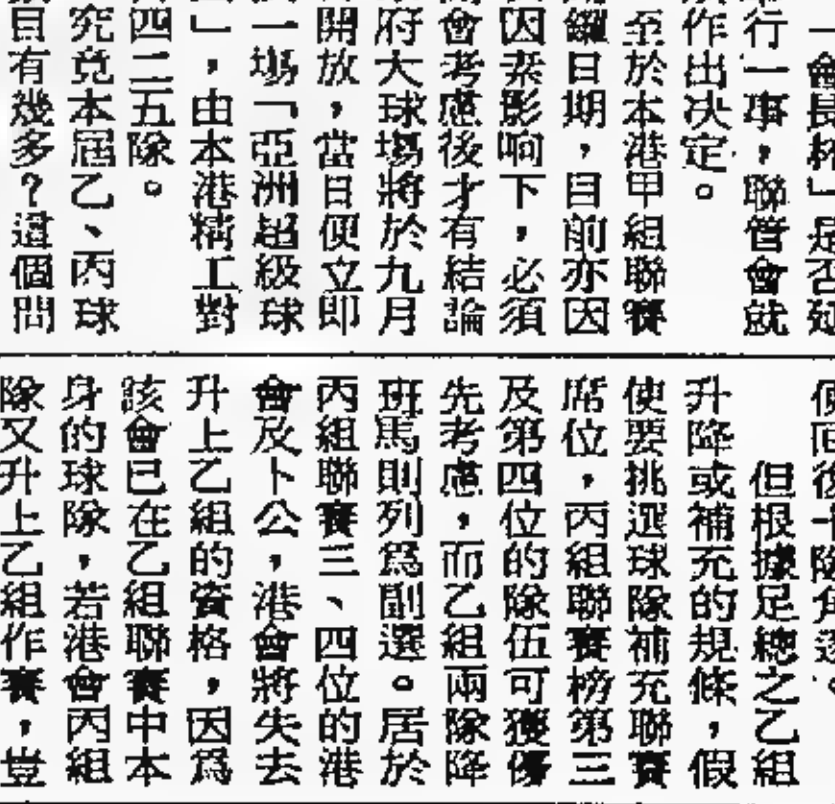 一會長杯」是否延
行一事，聯管會就
作出决定。
至於本港甲組聯賽
日期，目前亦因
因素影响下，必須
會考慮後才有結論
府大球場將於九月
開放，當日便立即
一場「亞洲超級球
」，由本港精工對
四二五隊。
究竟本屆乙、丙球
目有幾多？這個問
便回復十隊角逐。
但根據足總之乙組
升降或補充的規條，假
使要挑選球隊補充聯賽
席位，丙組聯賽榜第三
及第四位的隊伍可獲優
先考慮，而乙組兩隊降
班馬則列爲副選。居於
丙組聯賽三、四位的港
會及卜公，港會將失去
升上乙組的資格，因爲
該會已在乙組聯賽中本
身的球隊，若港會丙組
隊又升上乙組作賽，豈